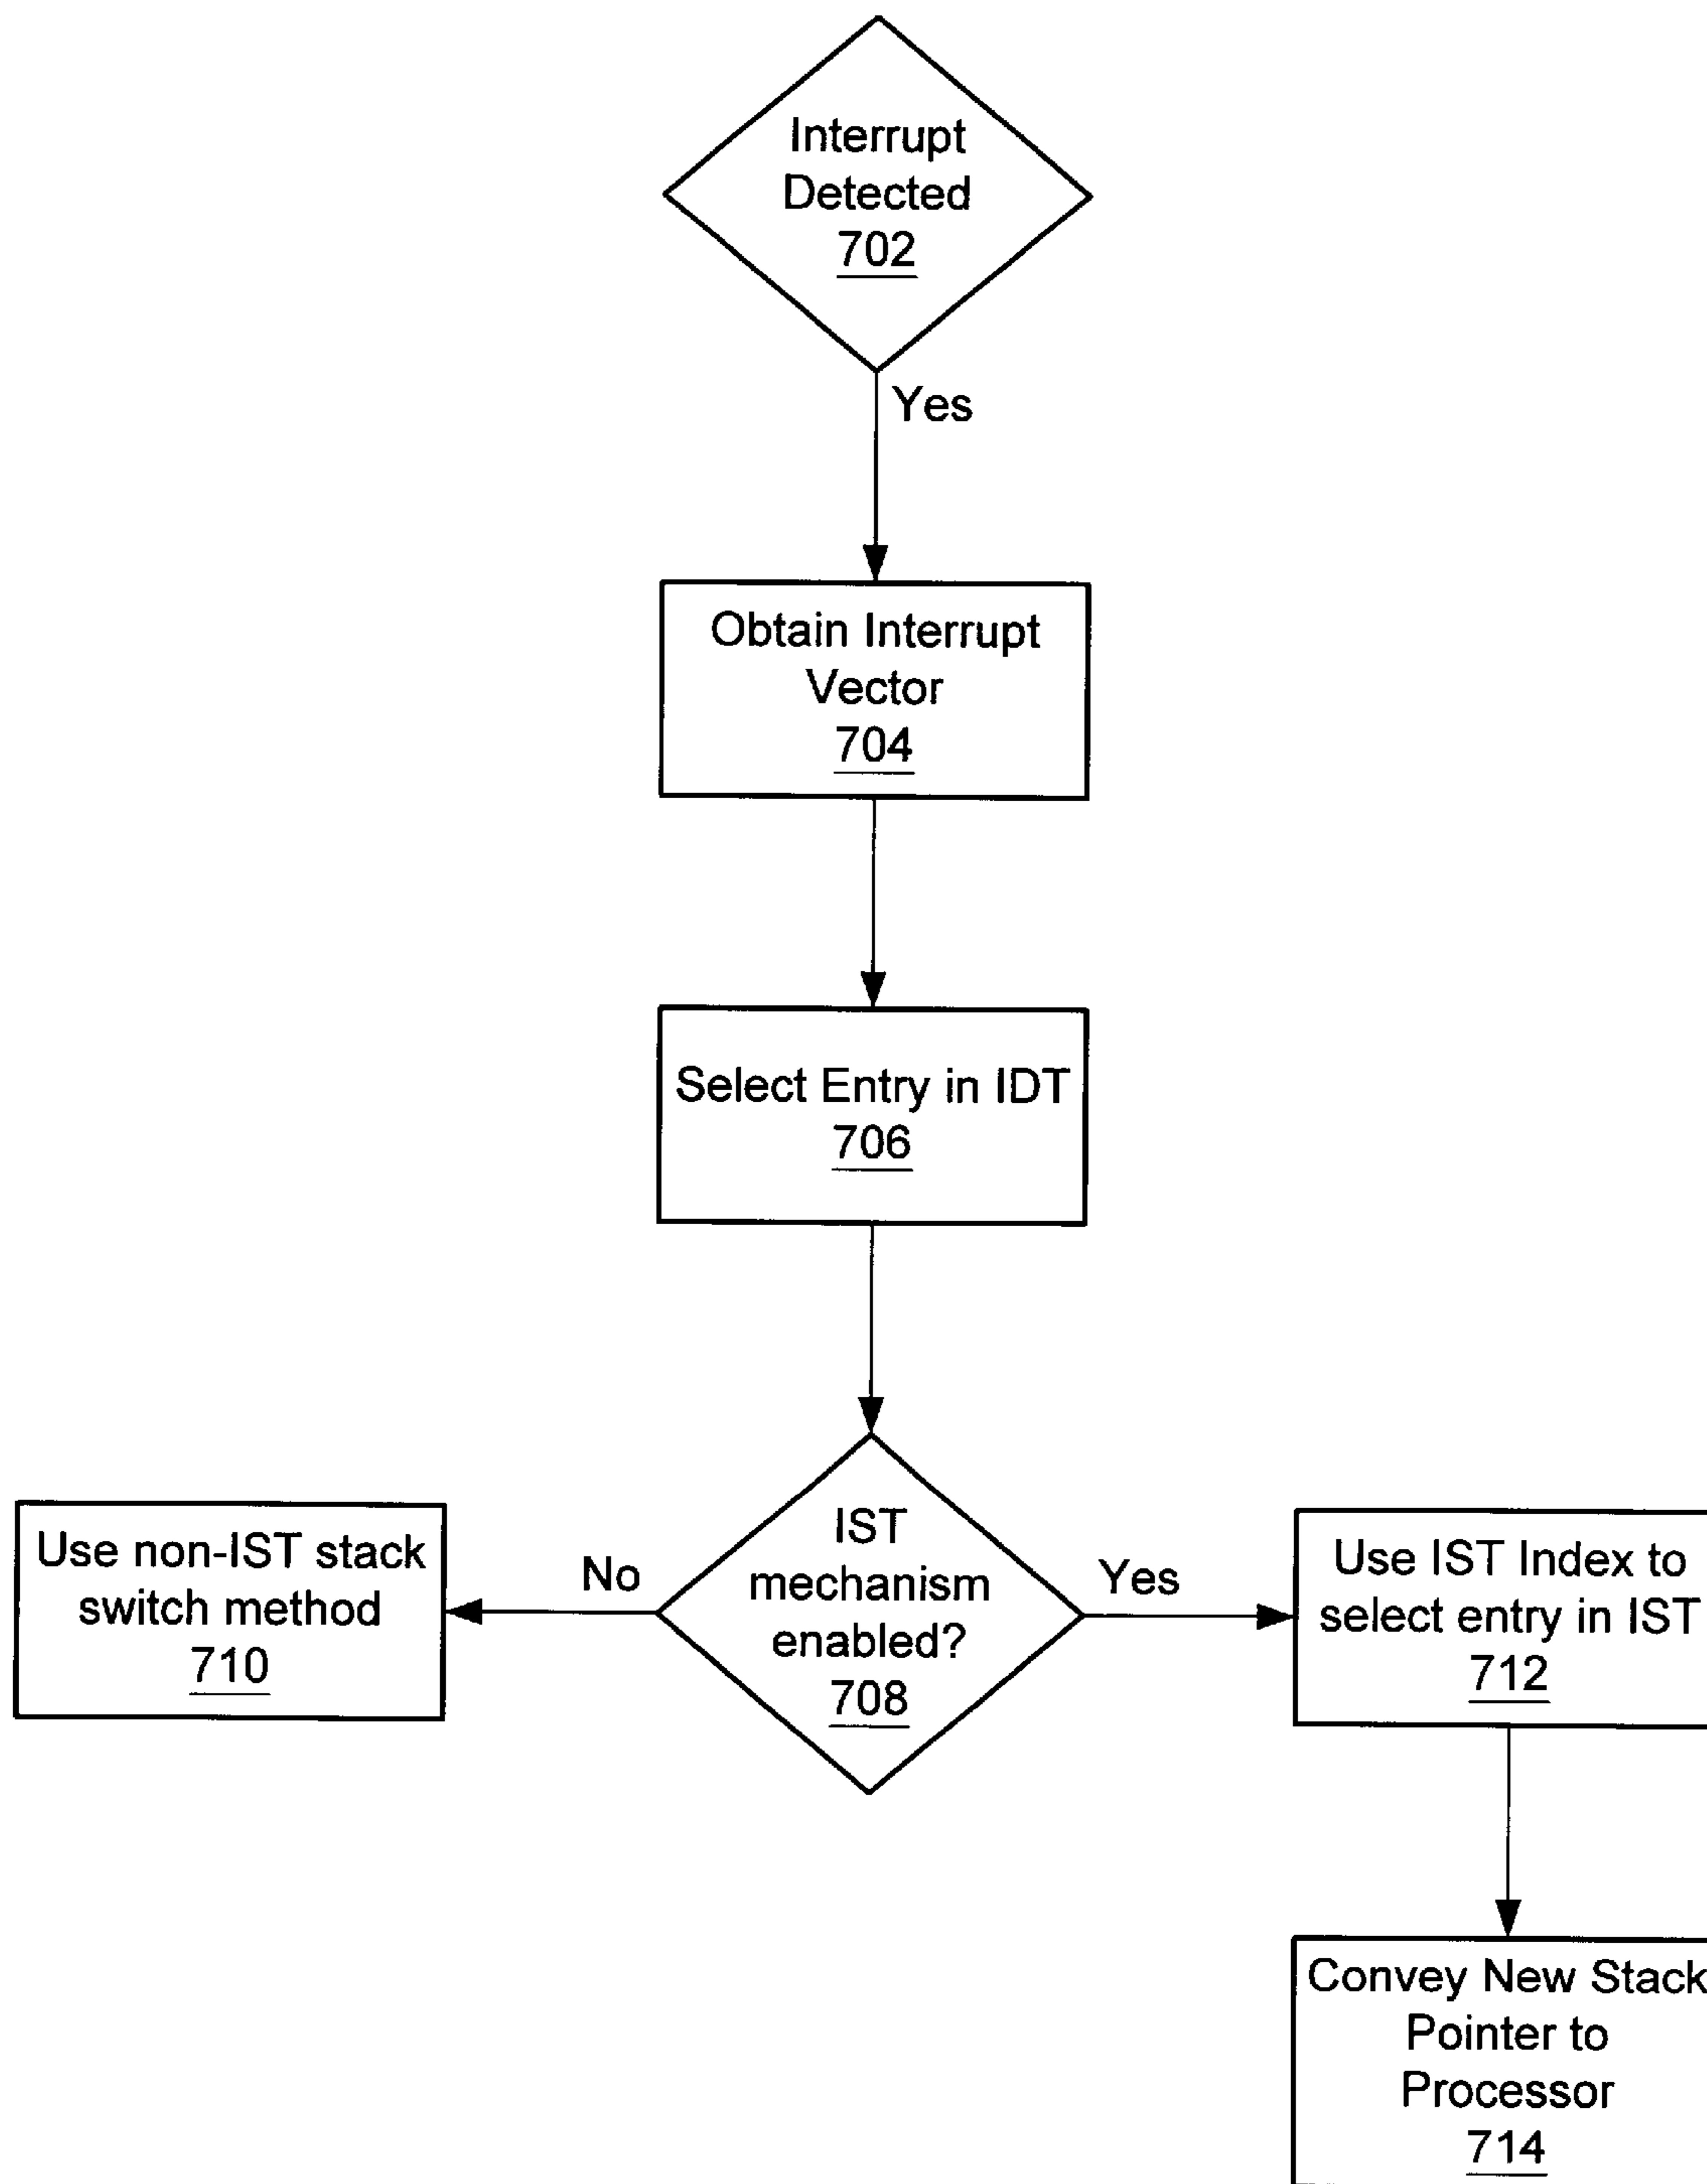 Interrupt
Detected
702
Yes
Obtain Interrupt
Vector
704
Select Entry in IDT
706
IST
mechanism
enabled?
708
No
Yes
Use non-IST stack
switch method
710
Use IST Index to
select entry in IST
712
Convey New Stack
Pointer to
Processor
714